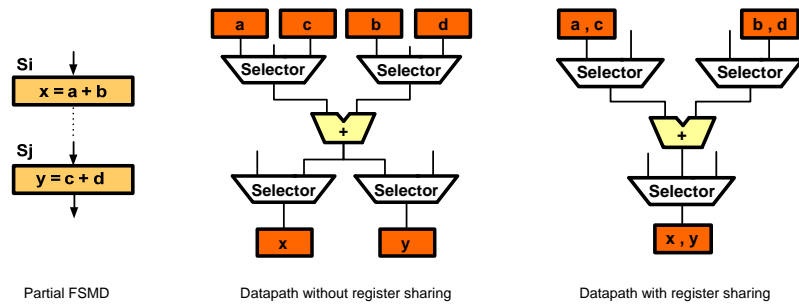 Si
x = a + b
Sj
y = c + d
Partial FSMD
a
c
b
d
Selector
Selector
+
Selector
Selector
x
y
Datapath without register sharing
a , c
b , d
Selector
Selector
+
Selector
x , y
Datapath with register sharing